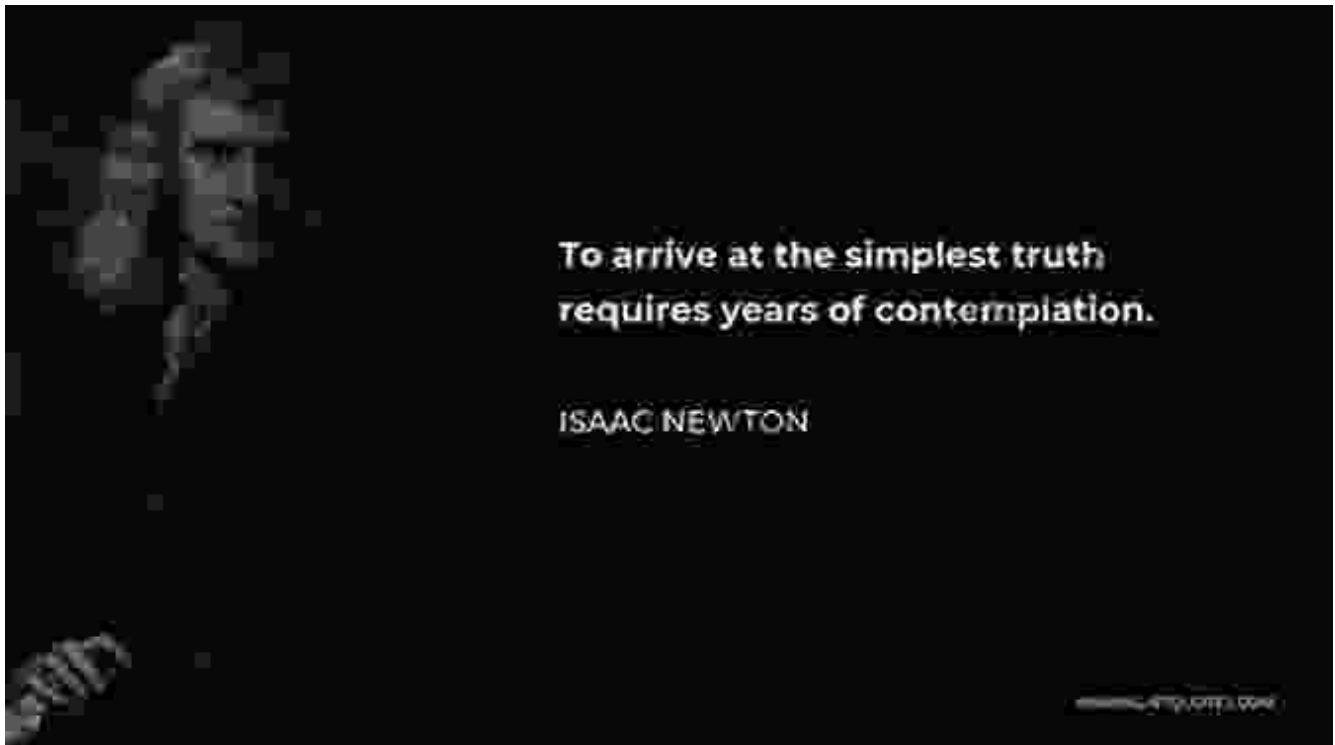 To arrive at the simplest truth
requires years of contemplation.
ISAAC NEWTON